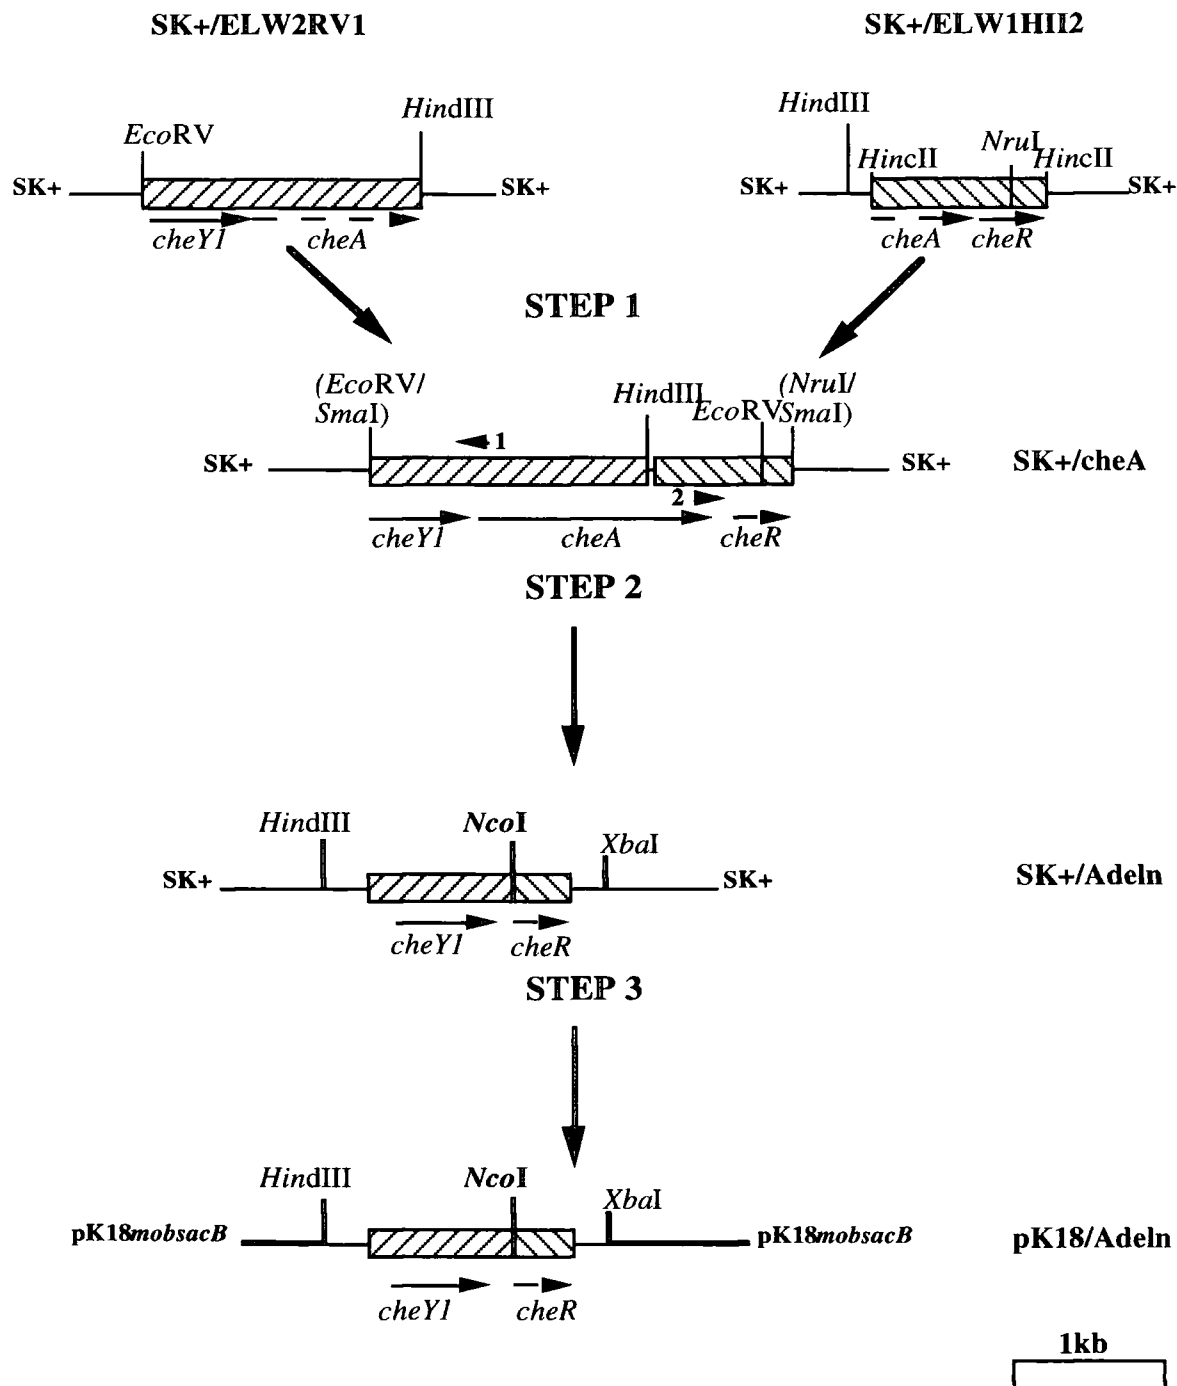 SK+/ELW2RV1
SK+/ELW1HII2
HindIII
EcoRV
SK+
SK+
cheY1
cheA
HindIII
NruI
HincII
HincII
SK+
SK+
cheA
cheR
STEP 1
(EcoRV/
SmaI)
HindIII
EcoRV
(NruI/
SmaI)
1
SK+
SK+
SK+/cheA
2
cheY1
cheA
cheR
STEP 2
HindIII
NcoI
XbaI
SK+
SK+
SK+/Adeln
cheY1
cheR
STEP 3
HindIII
NcoI
XbaI
pK18mobsacB
pK18mobsacB
pK18/Adeln
cheY1
cheR
1kb